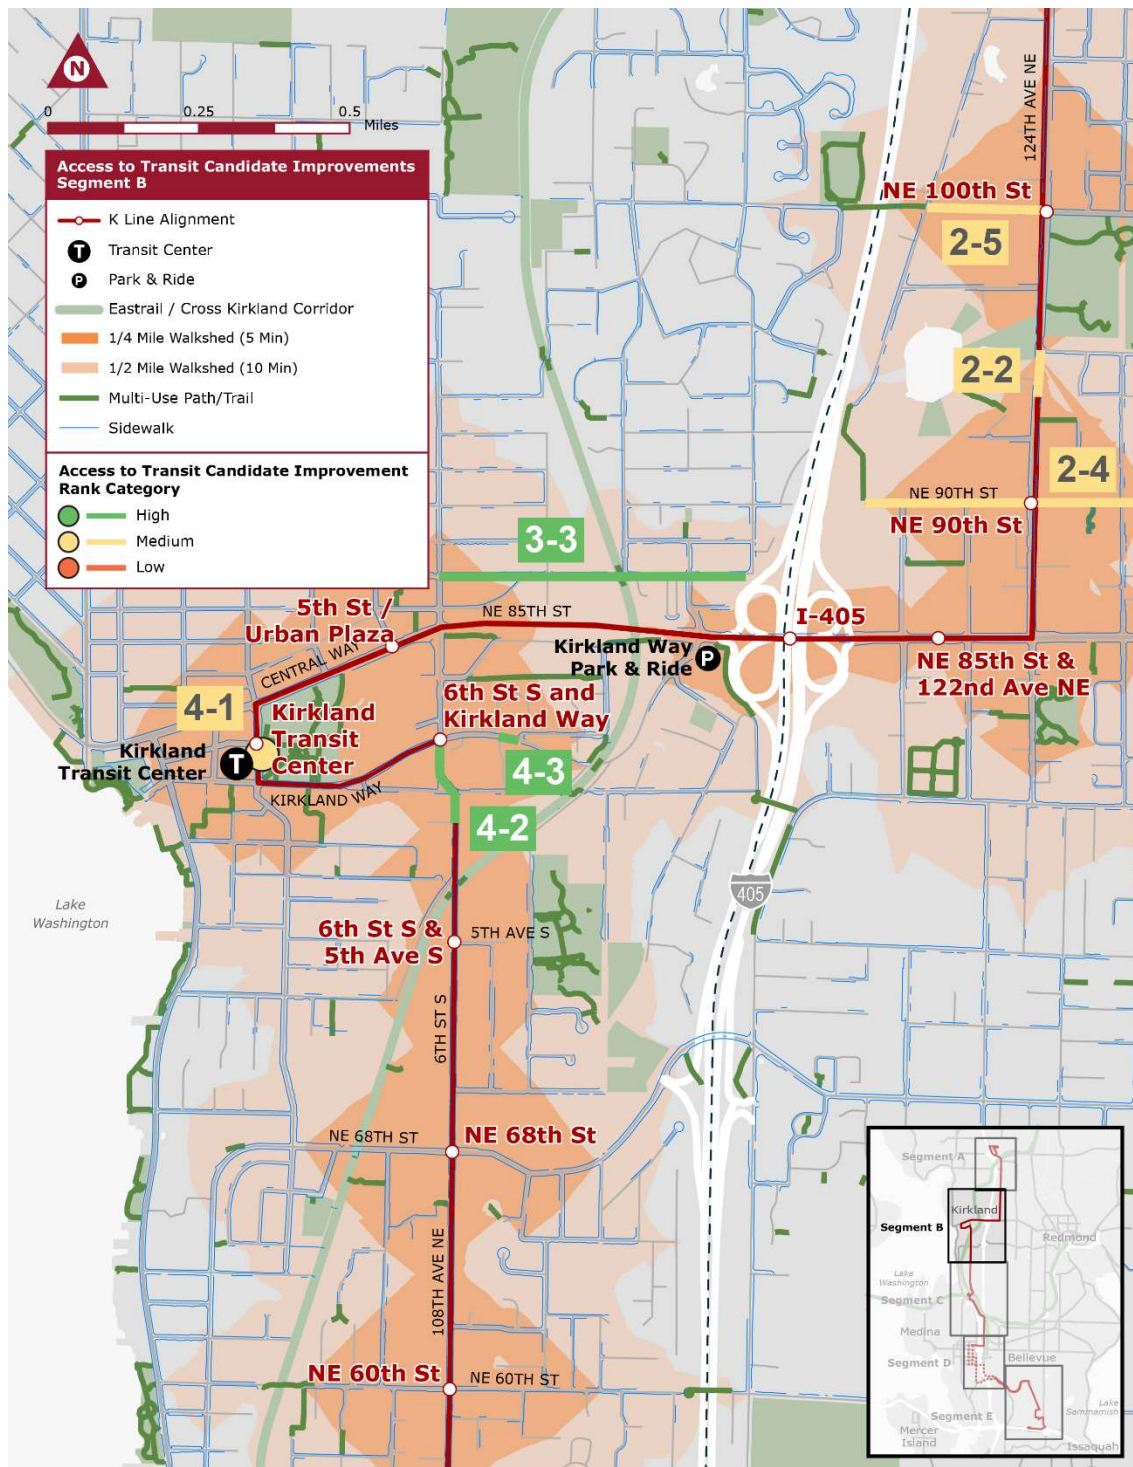 N
0
0.25
0.5
Miles
Access to Transit Candidate Improvements
Segment B
K Line Alignment
T
Transit Center
P
Park & Ride
Eastrail / Cross Kirkland Corridor
1/4 Mile Walkshed (5 Min)
1/2 Mile Walkshed (10 Min)
Multi-Use Path/Trail
Sidewalk
Access to Transit Candidate Improvement
Rank Category
High
Medium
Low
124TH AVE NE
NE 100th St
2-5
2-2
2-4
NE 90TH ST
NE 90th St
3-3
5th St /
Urban Plaza
NE 85TH ST
CENTRAL WAY
I-405
Kirkland Way
Park & Ride
P
NE 85th St &
122nd Ave NE
6th St S and
Kirkland Way
4-1
Kirkland
Transit
Center
Kirkland
Transit Center
T
KIRKLAND WAY
4-3
4-2
405
Lake
Washington
6th St S &
5th Ave S
5TH AVE S
6TH ST S
NE 68TH ST
NE 68th St
108TH AVE NE
NE 60th St
NE 60TH ST
Segment A
Kirkland
Segment B
Redmond
Lake
Washington
Segment C
Medina
Bellevue
Segment D
Lake
Sammamish
Segment E
Mercer
Island
Issaquah